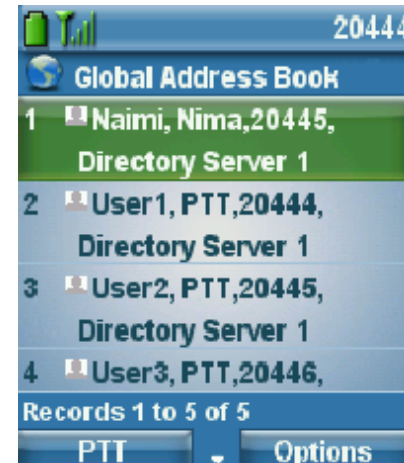 20444
Global Address Book
1 Naimi, Nima,20445,
Directory Server 1
2 User1, PTT,20444,
Directory Server 1
3 User2, PTT,20445,
Directory Server 1
4 User3, PTT,20446,
Records 1 to 5 of 5
PTT Options